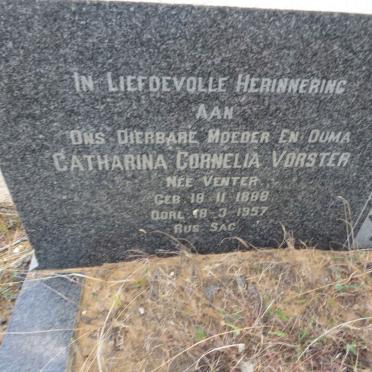 IN LIEFDEVOLLE HERINNERING
AAN
ONS DIERBARE MOEDER EN OUMA
CATHARINA CORNELIA VORSTER
NÉE VENTER
GEB. 18 11 1898
OORL. 18-3-1957
RUS SAG